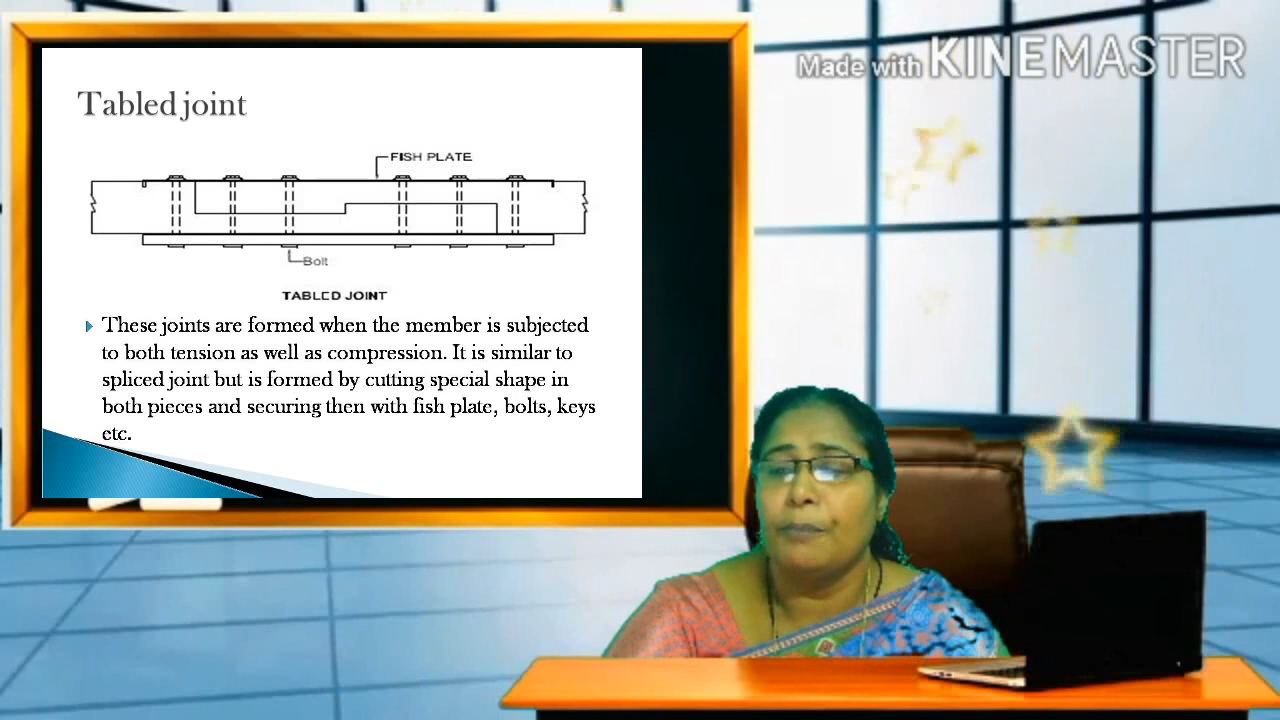 Made with KINEMASTER
Tabled joint
FISH PLATE
Bolt
TABLED JOINT
These joints are formed when the member is subjected
to both tension as well as compression. It is similar to
spliced joint but is formed by cutting special shape in
both pieces and securing then with fish plate, bolts, keys
etc.